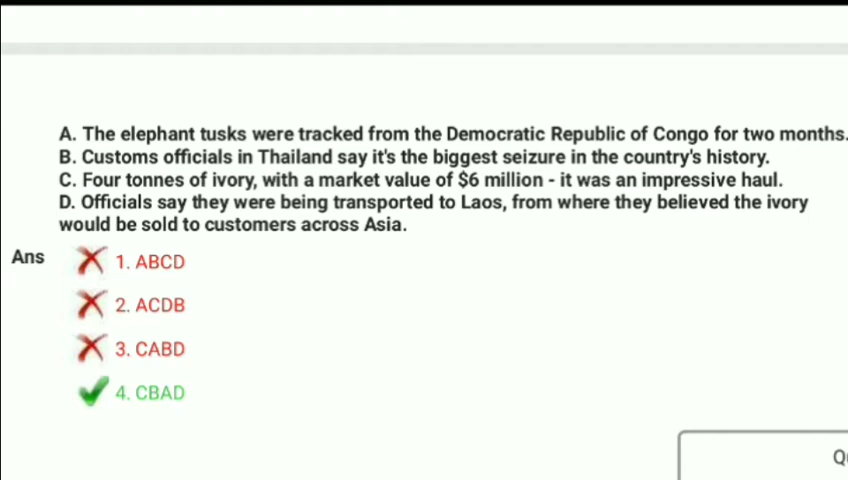 A. The elephant tusks were tracked from the Democratic Republic of Congo for two months.
B. Customs officials in Thailand say it's the biggest seizure in the country's history.
C. Four tonnes of ivory, with a market value of $6 million - it was an impressive haul.
D. Officials say they were being transported to Laos, from where they believed the ivory
would be sold to customers across Asia.
Ans
1. ABCD
2. ACDB
3. CABD
4. CBAD